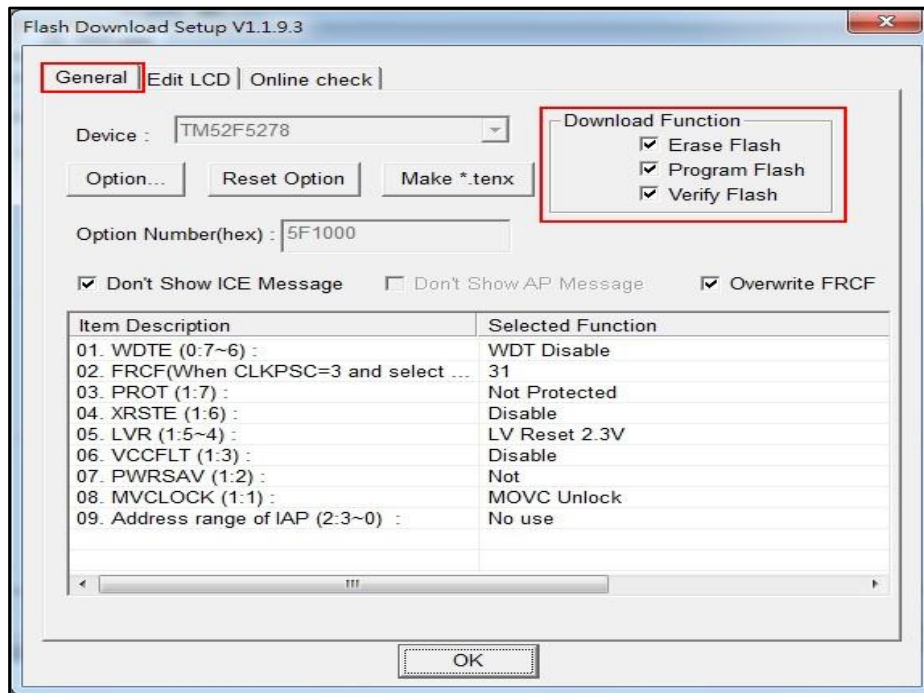 Flash Download Setup V1.1.9.3
General Edit LCD Online check
Device : TM52F5278
Download Function
Erase Flash
Program Flash
Verify Flash
Option... Reset Option Make *.tenx
Option Number(hex) : 5F1000
Don't Show ICE Message Don't Show AP Message Overwrite FRCF
Item Description Selected Function
01. WDTE (0:7~6) : WDT Disable
02. FRCF(When CLKPSC=3 and select ... 31
03. PROT (1:7) : Not Protected
04. XRSTE (1:6) : Disable
05. LVR (1:5~4) : LV Reset 2.3V
06. VCCFLT (1:3) : Disable
07. PWRSAV (1:2) : Not
08. MVCLOCK (1:1) : MOVC Unlock
09. Address range of IAP (2:3~0) : No use
OK